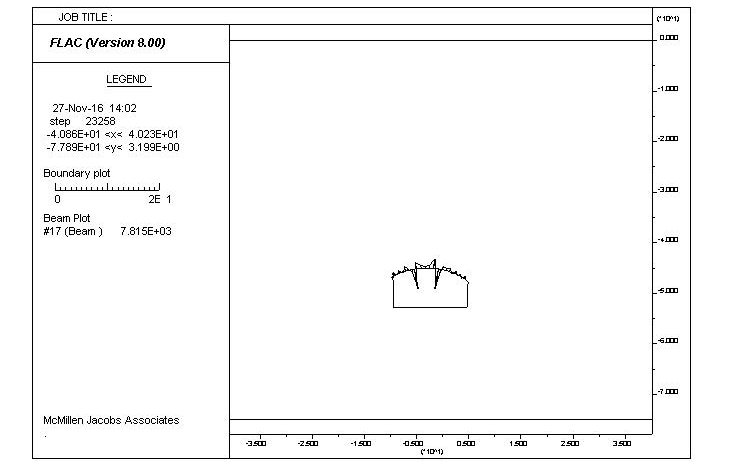 JOB TITLE :
FLAC (Version 8.00)
LEGEND
27-Nov-16 14:02
step 23258
-4.086E+01 <x< 4.023E+01
-7.789E+01 <y< 3.199E+00
Boundary plot
0 2E 1
Beam Plot
#17 (Beam ) 7.815E+03
McMillen Jacobs Associates
(*10^1)
0.000
-1.000
-2.000
-3.000
-4.000
-5.000
-6.000
-7.000
-3.500 -2.500 -1.500 -0.500 0.500 1.500 2.500 3.500
(*10^1)